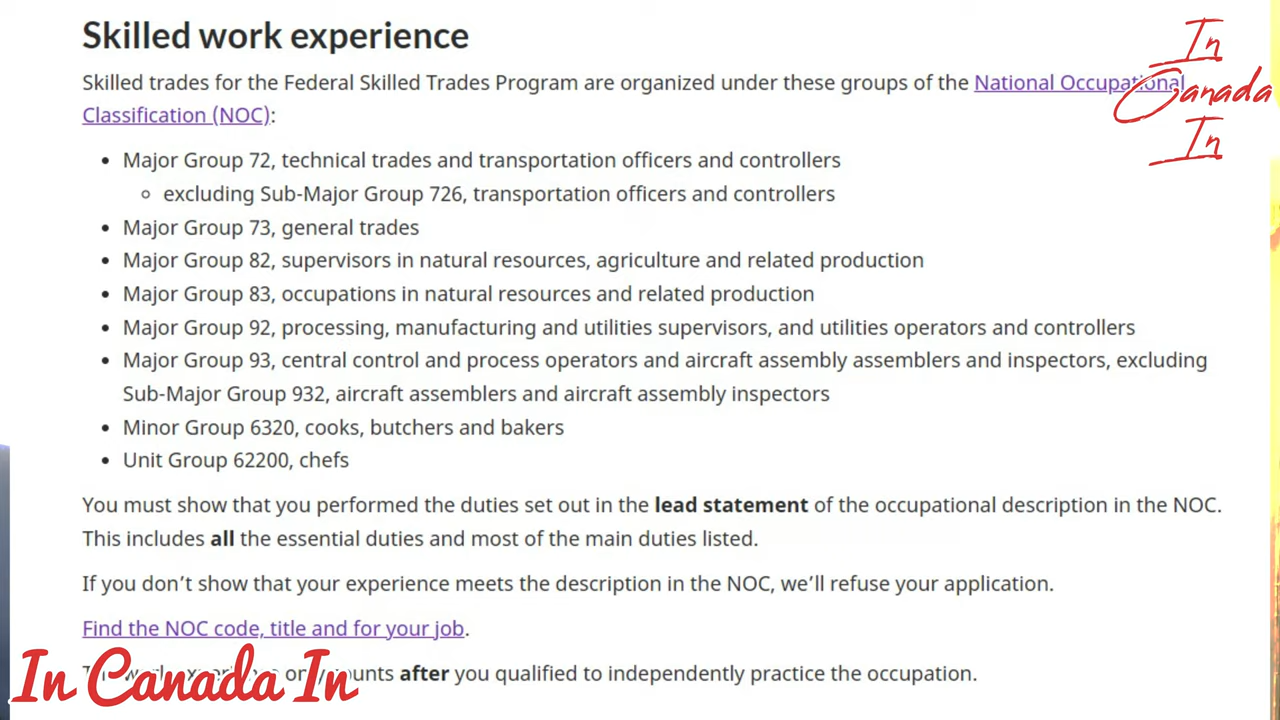 Skilled work experience
In
Canada
In
Skilled trades for the Federal Skilled Trades Program are organized under these groups of the National Occupational
Classification (NOC):
• Major Group 72, technical trades and transportation officers and controllers
◦ excluding Sub-Major Group 726, transportation officers and controllers
• Major Group 73, general trades
• Major Group 82, supervisors in natural resources, agriculture and related production
• Major Group 83, occupations in natural resources and related production
• Major Group 92, processing, manufacturing and utilities supervisors, and utilities operators and controllers
• Major Group 93, central control and process operators and aircraft assembly assemblers and inspectors, excluding
Sub-Major Group 932, aircraft assemblers and aircraft assembly inspectors
• Minor Group 6320, cooks, butchers and bakers
• Unit Group 62200, chefs
You must show that you performed the duties set out in the lead statement of the occupational description in the NOC.
This includes all the essential duties and most of the main duties listed.
If you don’t show that your experience meets the description in the NOC, we’ll refuse your application.
Find the NOC code, title and for your job.
after you qualified to independently practice the occupation.
In Canada In